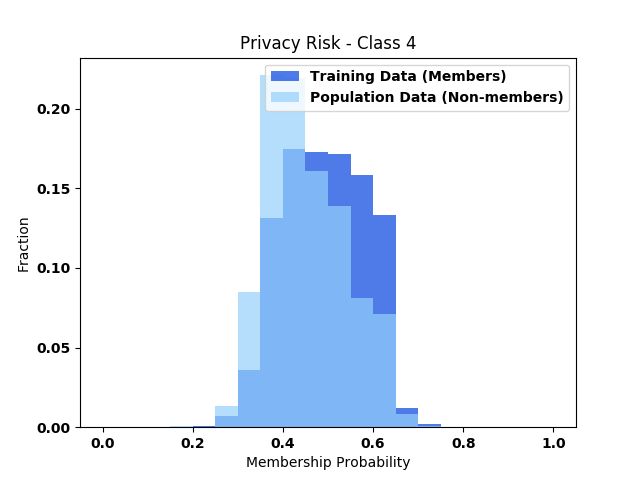 Privacy Risk - Class 4
Training Data (Members)
Population Data (Non-members)
0.20
0.15
0.10
0.05
0.00
Fraction
0.0 0.2 0.4 0.6 0.8 1.0
Membership Probability